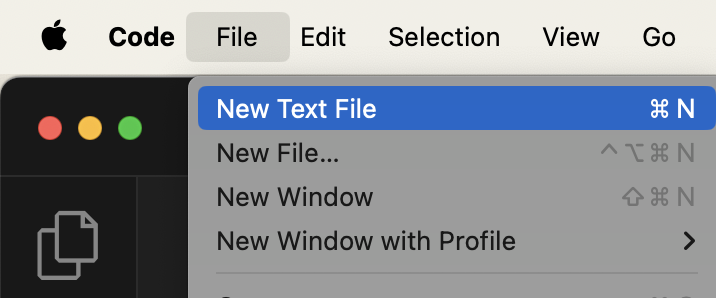 Code File Edit Selection View Go
New Text File ⌘ N
New File... ^ ⌥ ⌘ N
New Window ⇧ ⌘ N
New Window with Profile